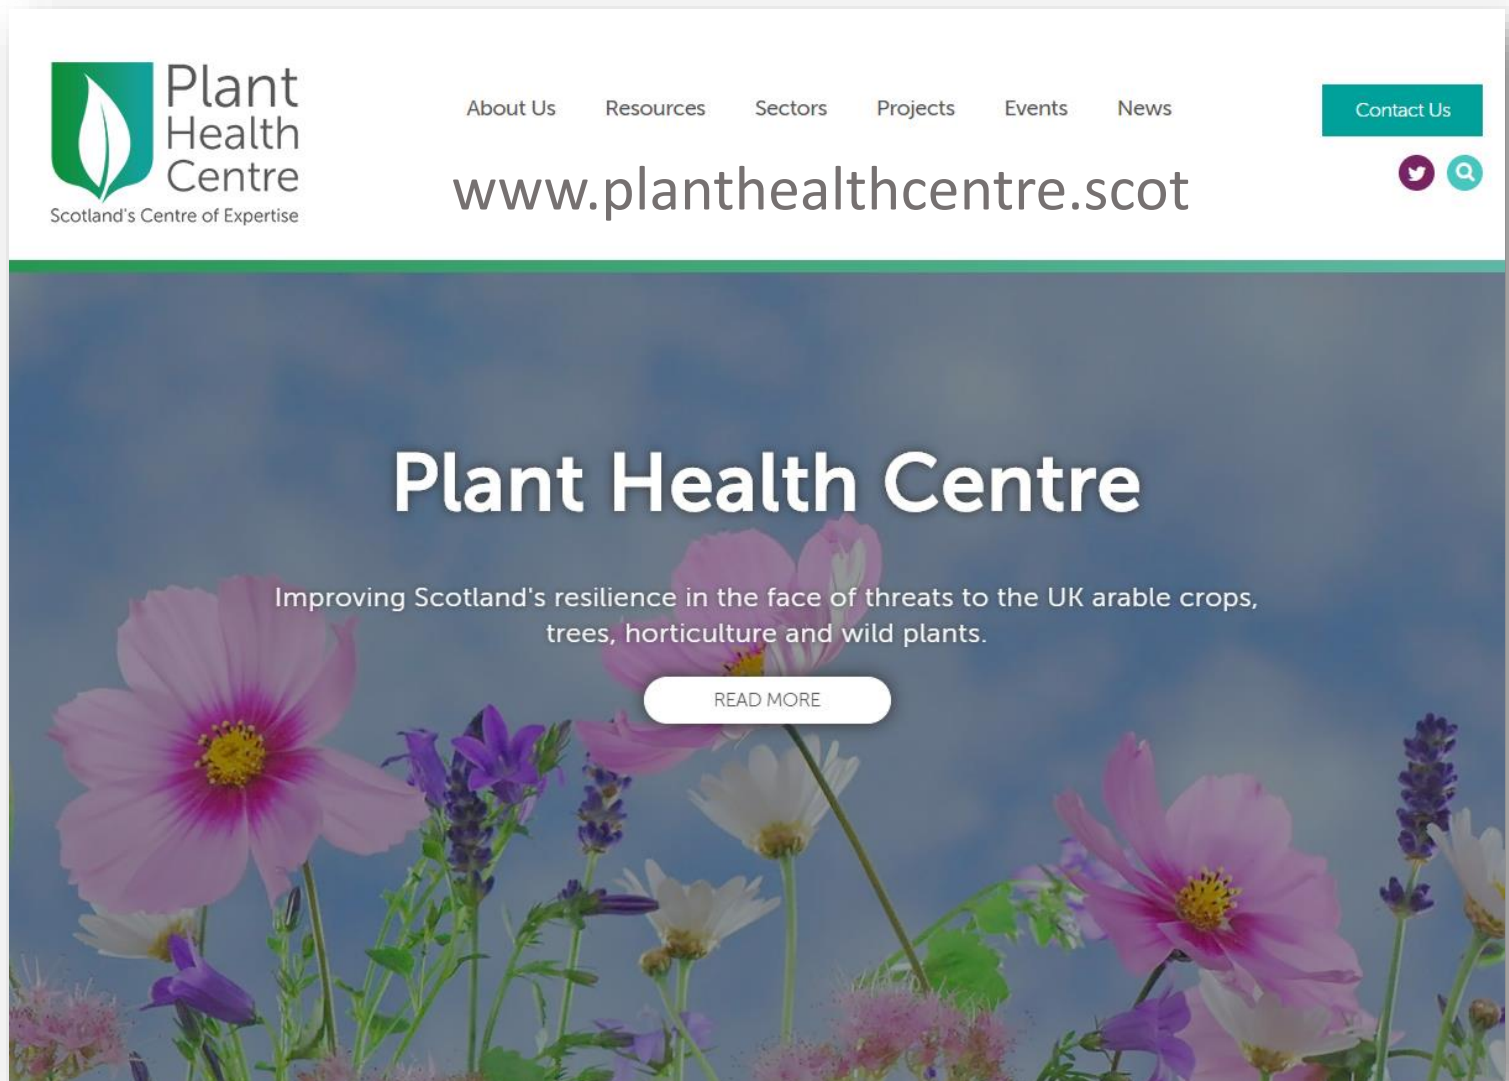 Plant
Health
Centre
Scotland's Centre of Expertise
About Us Resources Sectors Projects Events News
Contact Us
www.planthealthcentre.scot
Plant Health Centre
Improving Scotland's resilience in the face of threats to the UK arable crops,
trees, horticulture and wild plants.
READ MORE